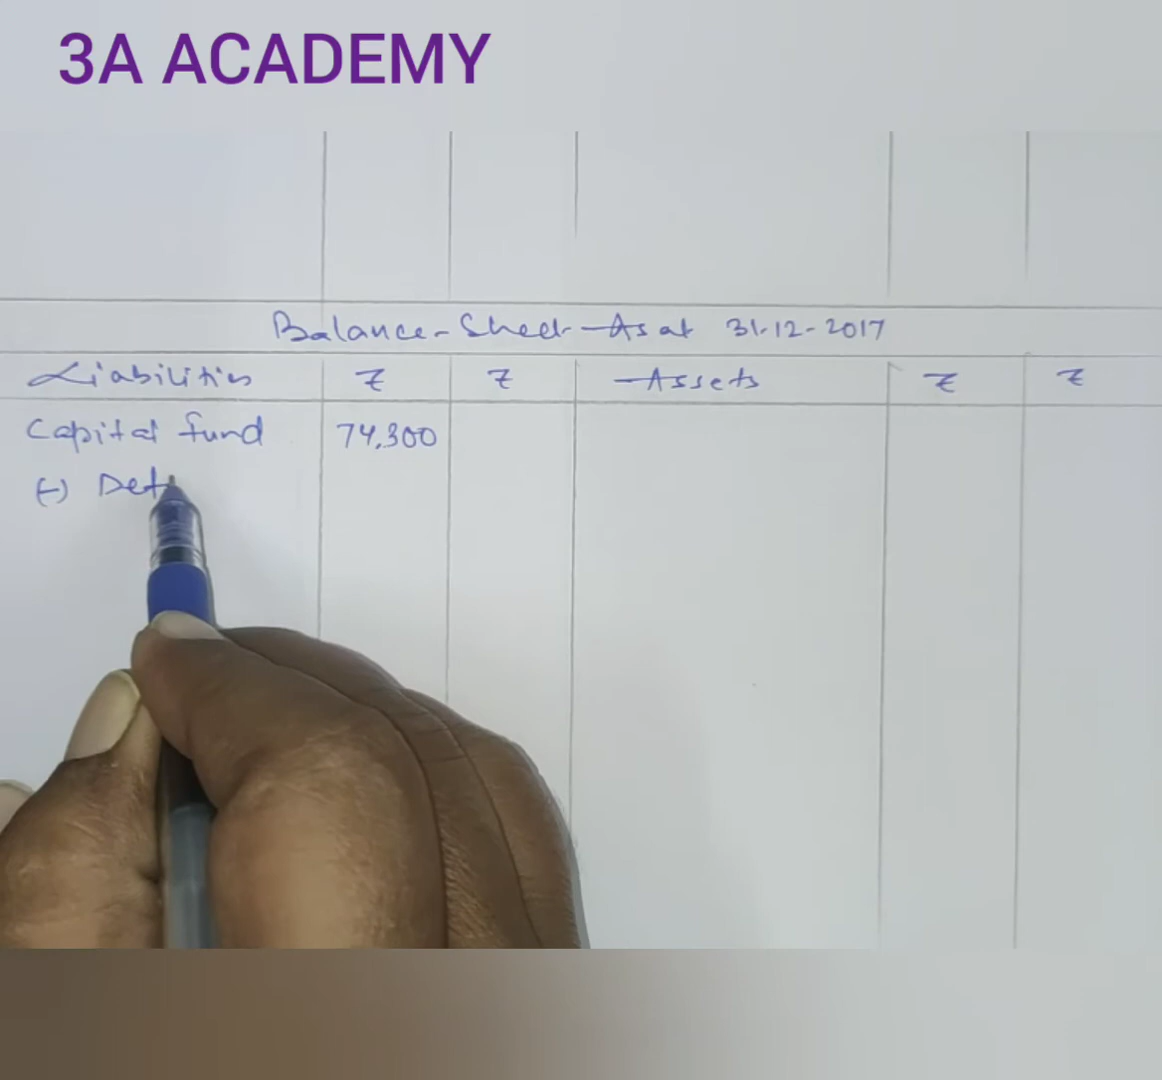 3A ACADEMY
Balance-Sheet As at 31-12-2017
Liabilities ₹ ₹ Assets ₹ ₹
Capital fund 74,300
(-) Def